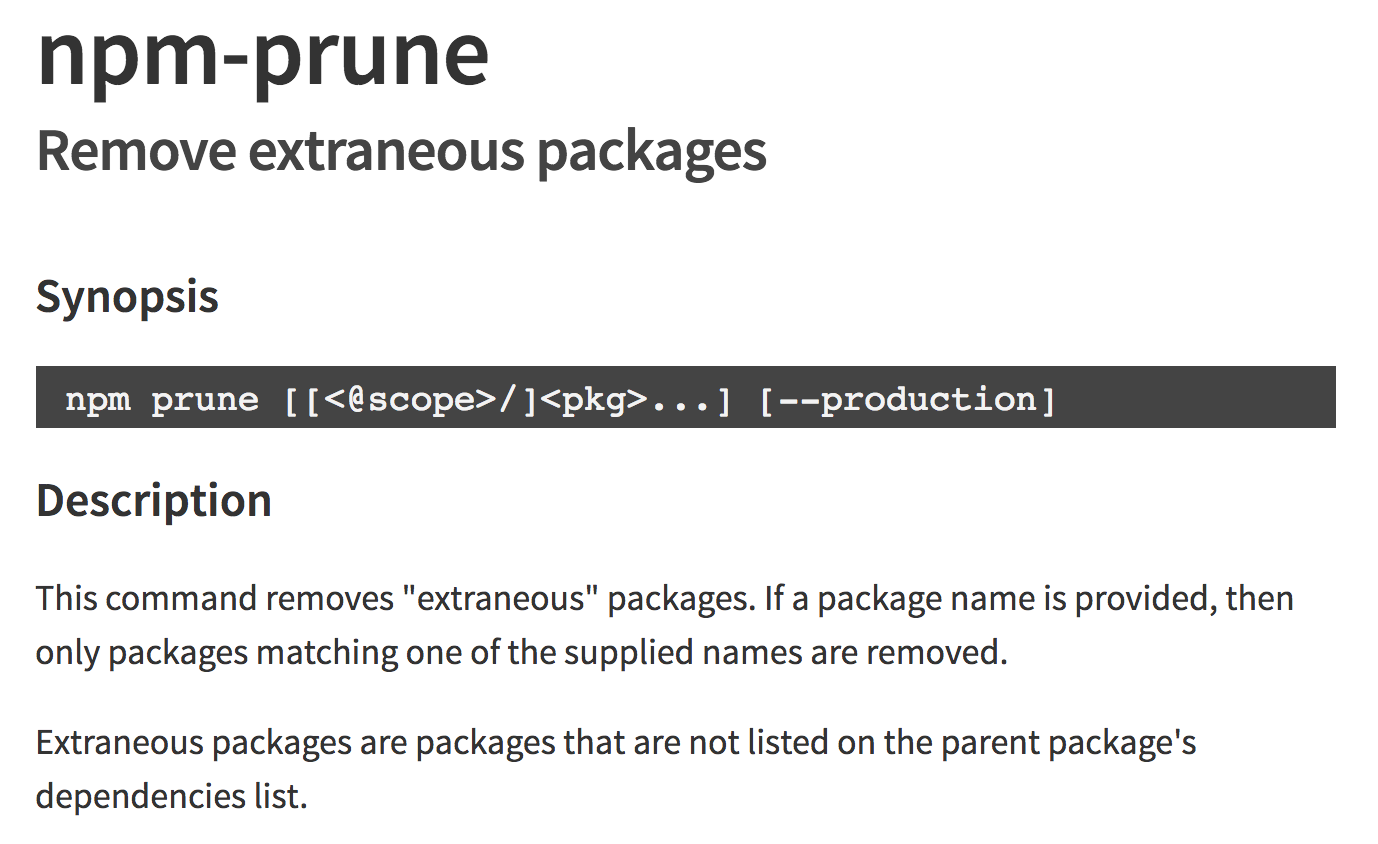 npm-prune
Remove extraneous packages
Synopsis
npm prune [[<@scope>/]<pkg>...] [--production]
Description
This command removes "extraneous" packages. If a package name is provided, then
only packages matching one of the supplied names are removed.
Extraneous packages are packages that are not listed on the parent package's
dependencies list.